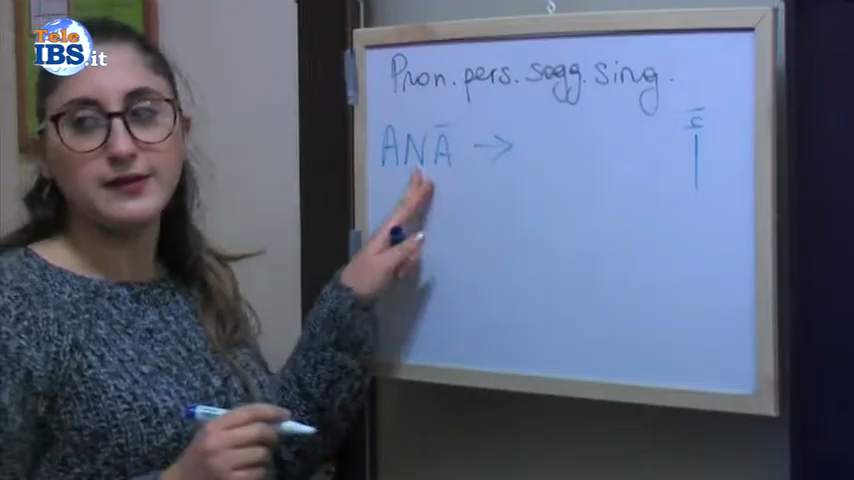 Tele
IBS.it
Pron. pers. sogg. sing.
ANĀ → أَ